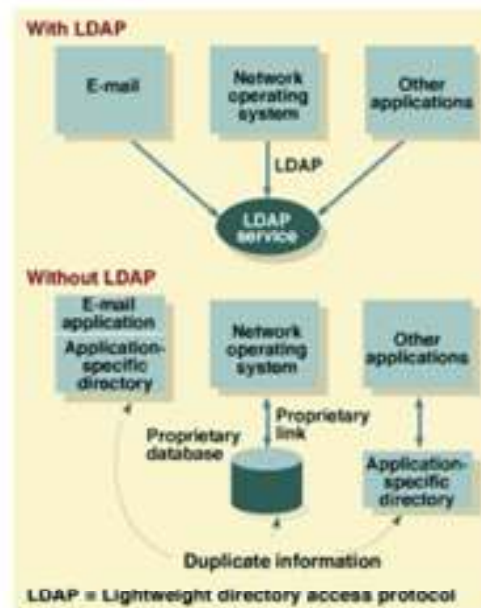 With LDAP
E-mail
Network
operating
system
Other
applications
LDAP
LDAP
service
Without LDAP
E-mail
application
Application-
specific
directory
Network
operating
system
Other
applications
Proprietary
database
Proprietary
link
Application-
specific
directory
Duplicate information
LDAP = Lightweight directory access protocol